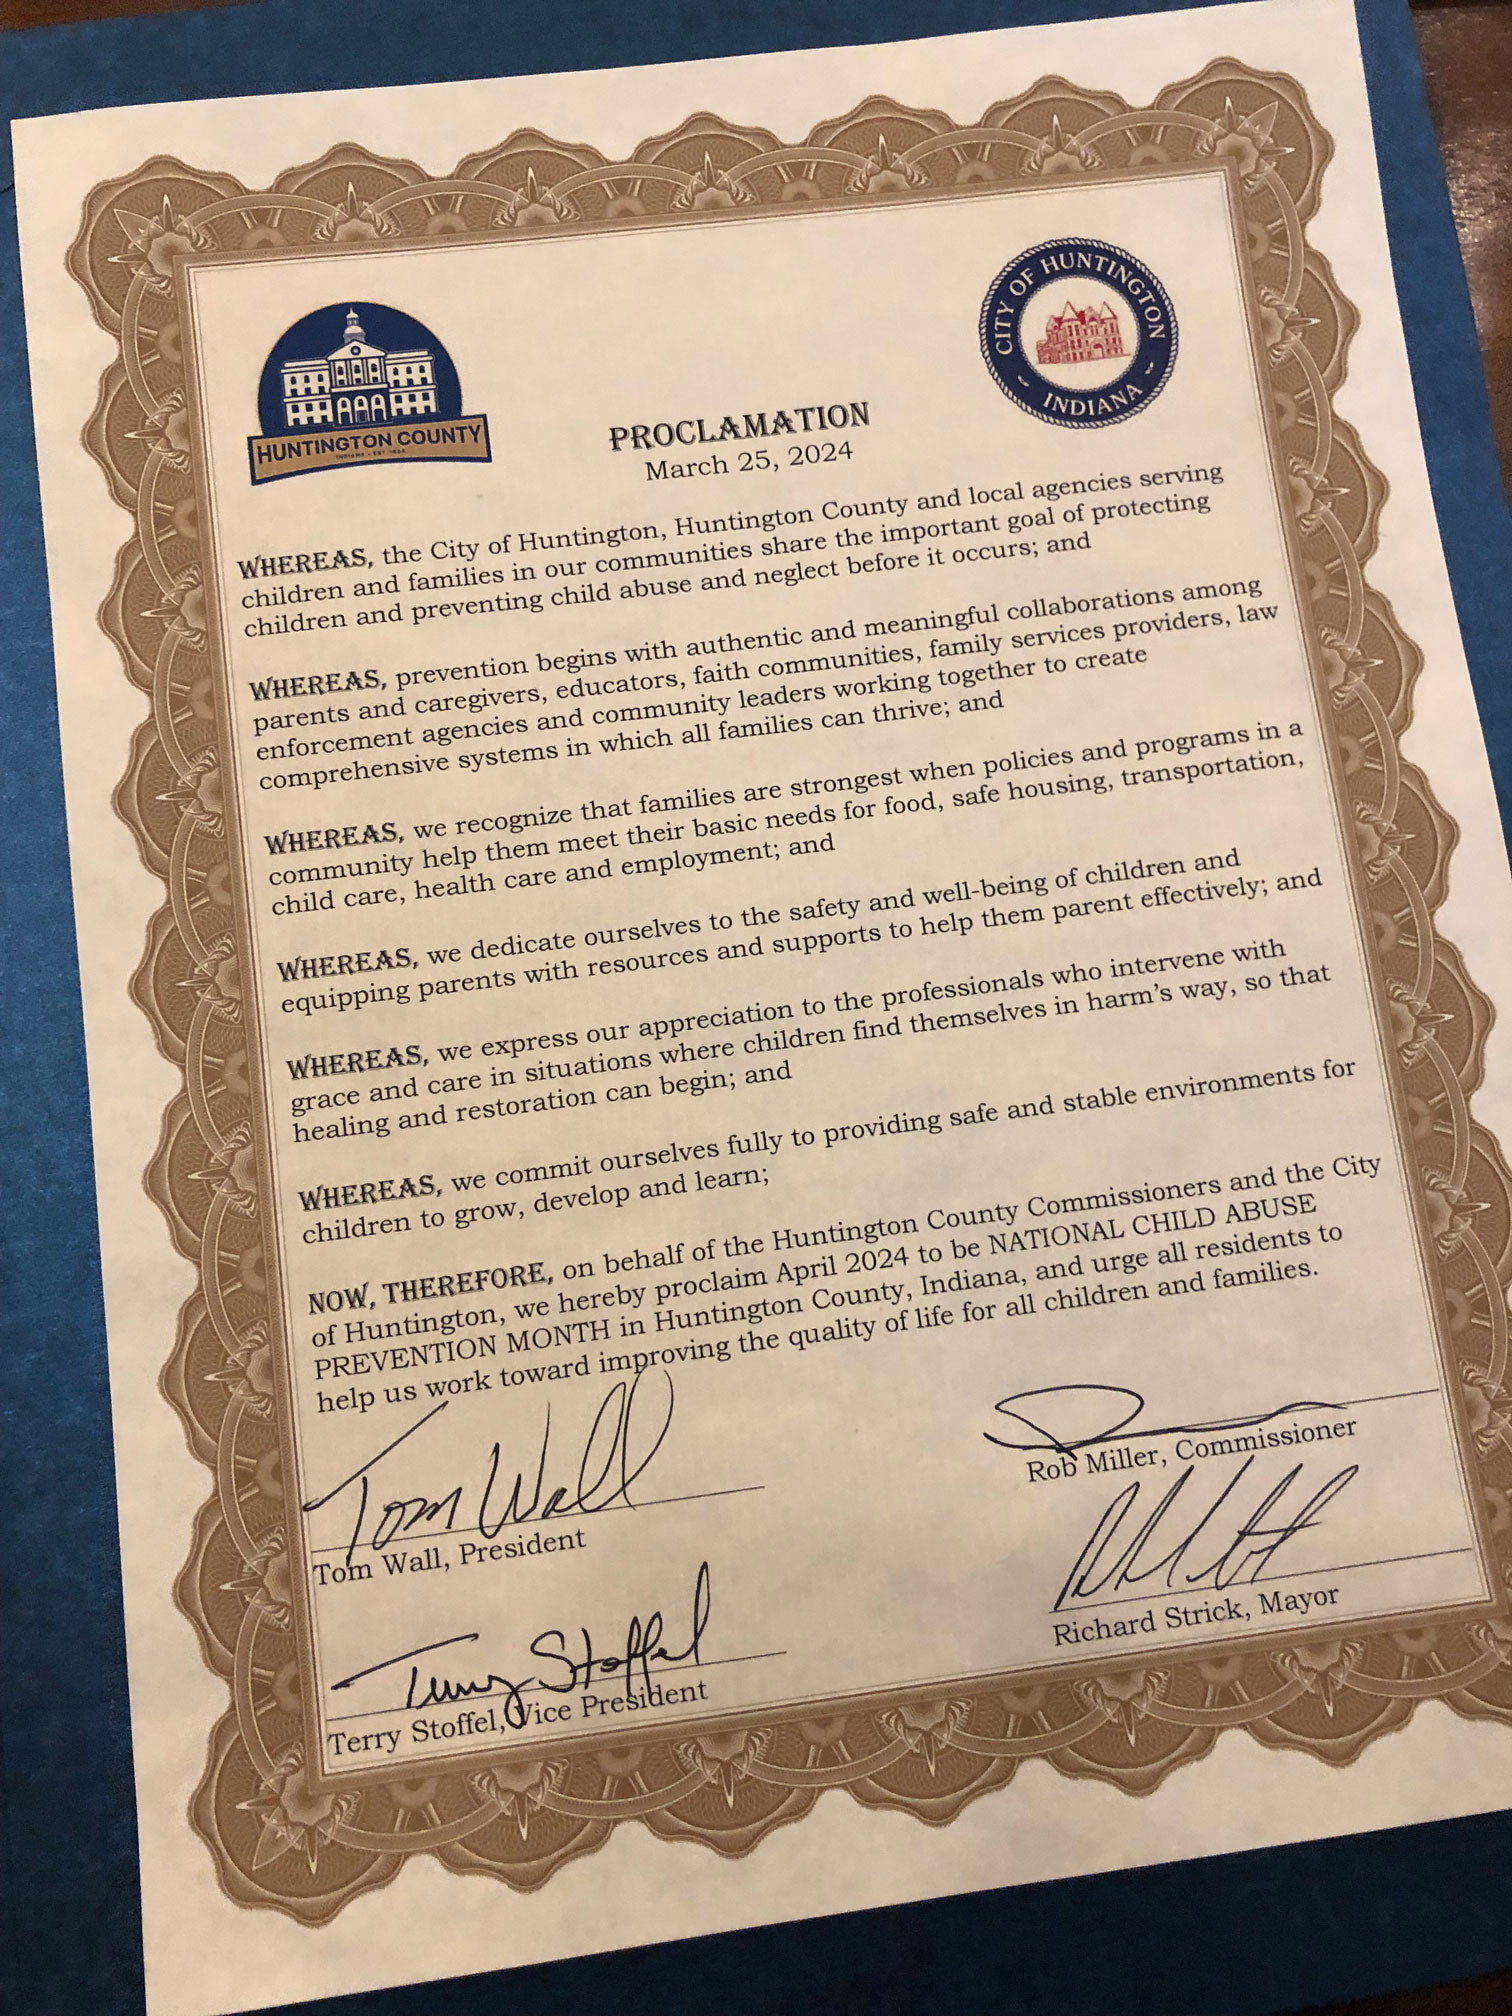 CITY OF HUNTINGTON
INDIANA
HUNTINGTON COUNTY
INDIANA • EST 1834
PROCLAMATION
March 25, 2024
WHEREAS, the City of Huntington, Huntington County and local agencies serving
children and families in our communities share the important goal of protecting
children and preventing child abuse and neglect before it occurs; and
WHEREAS, prevention begins with authentic and meaningful collaborations among
parents and caregivers, educators, faith communities, family services providers, law
enforcement agencies and community leaders working together to create
comprehensive systems in which all families can thrive; and
WHEREAS, we recognize that families are strongest when policies and programs in a
community help them meet their basic needs for food, safe housing, transportation,
child care, health care and employment; and
WHEREAS, we dedicate ourselves to the safety and well-being of children and
equipping parents with resources and supports to help them parent effectively; and
WHEREAS, we express our appreciation to the professionals who intervene with
grace and care in situations where children find themselves in harm's way, so that
healing and restoration can begin; and
WHEREAS, we commit ourselves fully to providing safe and stable environments for
children to grow, develop and learn;
NOW, THEREFORE, on behalf of the Huntington County Commissioners and the City
of Huntington, we hereby proclaim April 2024 to be NATIONAL CHILD ABUSE
PREVENTION MONTH in Huntington County, Indiana, and urge all residents to
help us work toward improving the quality of life for all children and families.
Tom Wall
Tom Wall, President
Rob Miller, Commissioner
Terry Stoffel
Terry Stoffel, Vice President
Richard Strick, Mayor